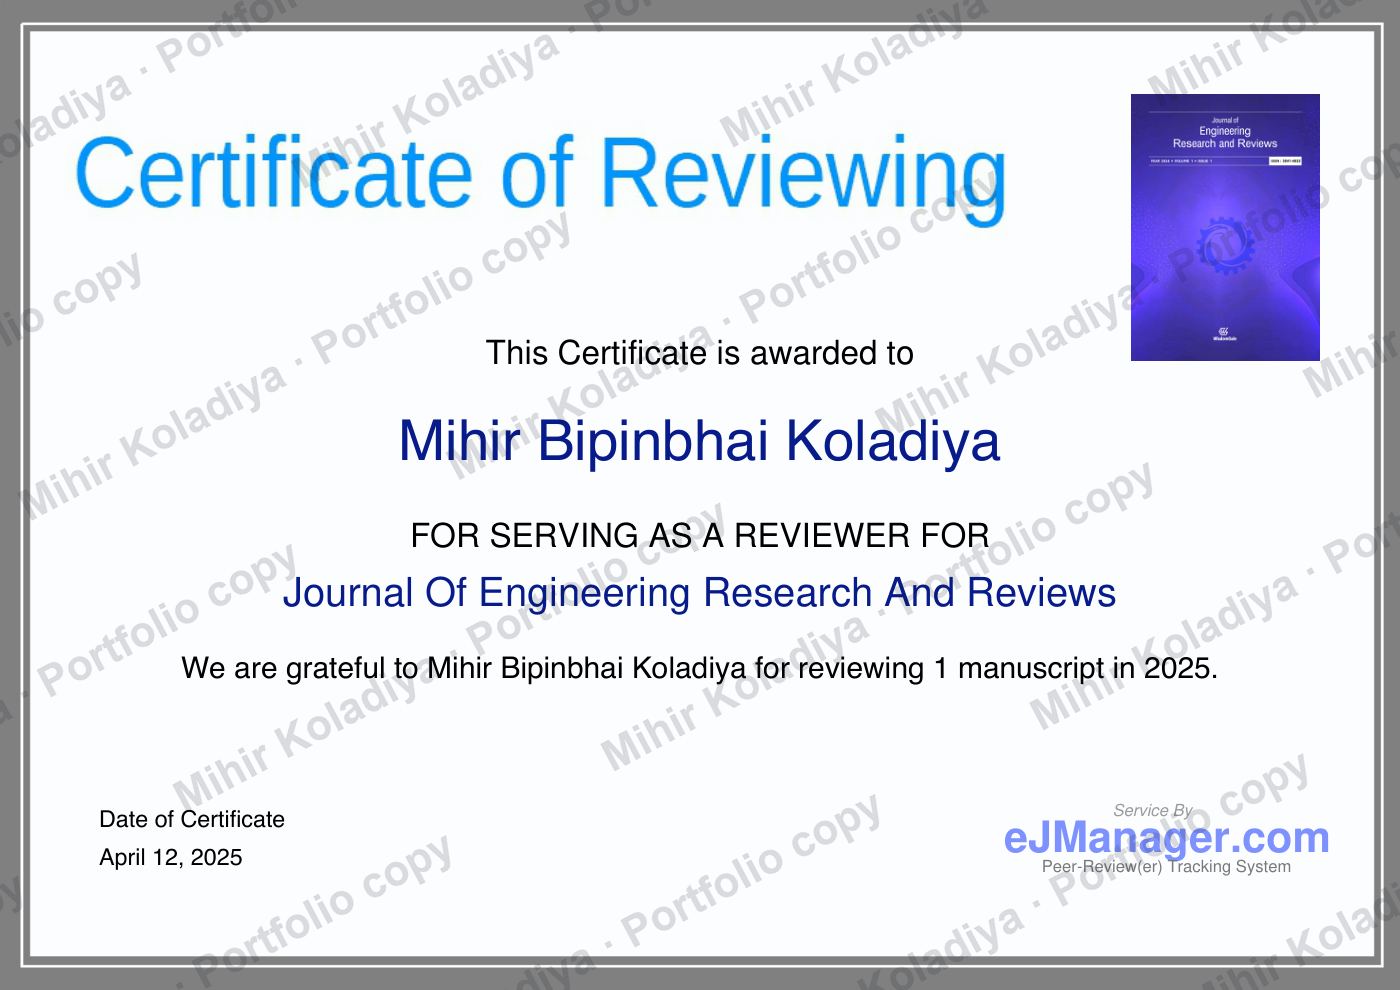 Certificate of Reviewing
Journal of
Engineering
Research and Reviews
This Certificate is awarded to
Mihir Bipinbhai Koladiya
FOR SERVING AS A REVIEWER FOR
Journal Of Engineering Research And Reviews
We are grateful to Mihir Bipinbhai Koladiya for reviewing 1 manuscript in 2025.
Date of Certificate
April 12, 2025
Service By
eJManager.com
Peer-Review(er) Tracking System
Mihir Koladiya · Portfolio copy